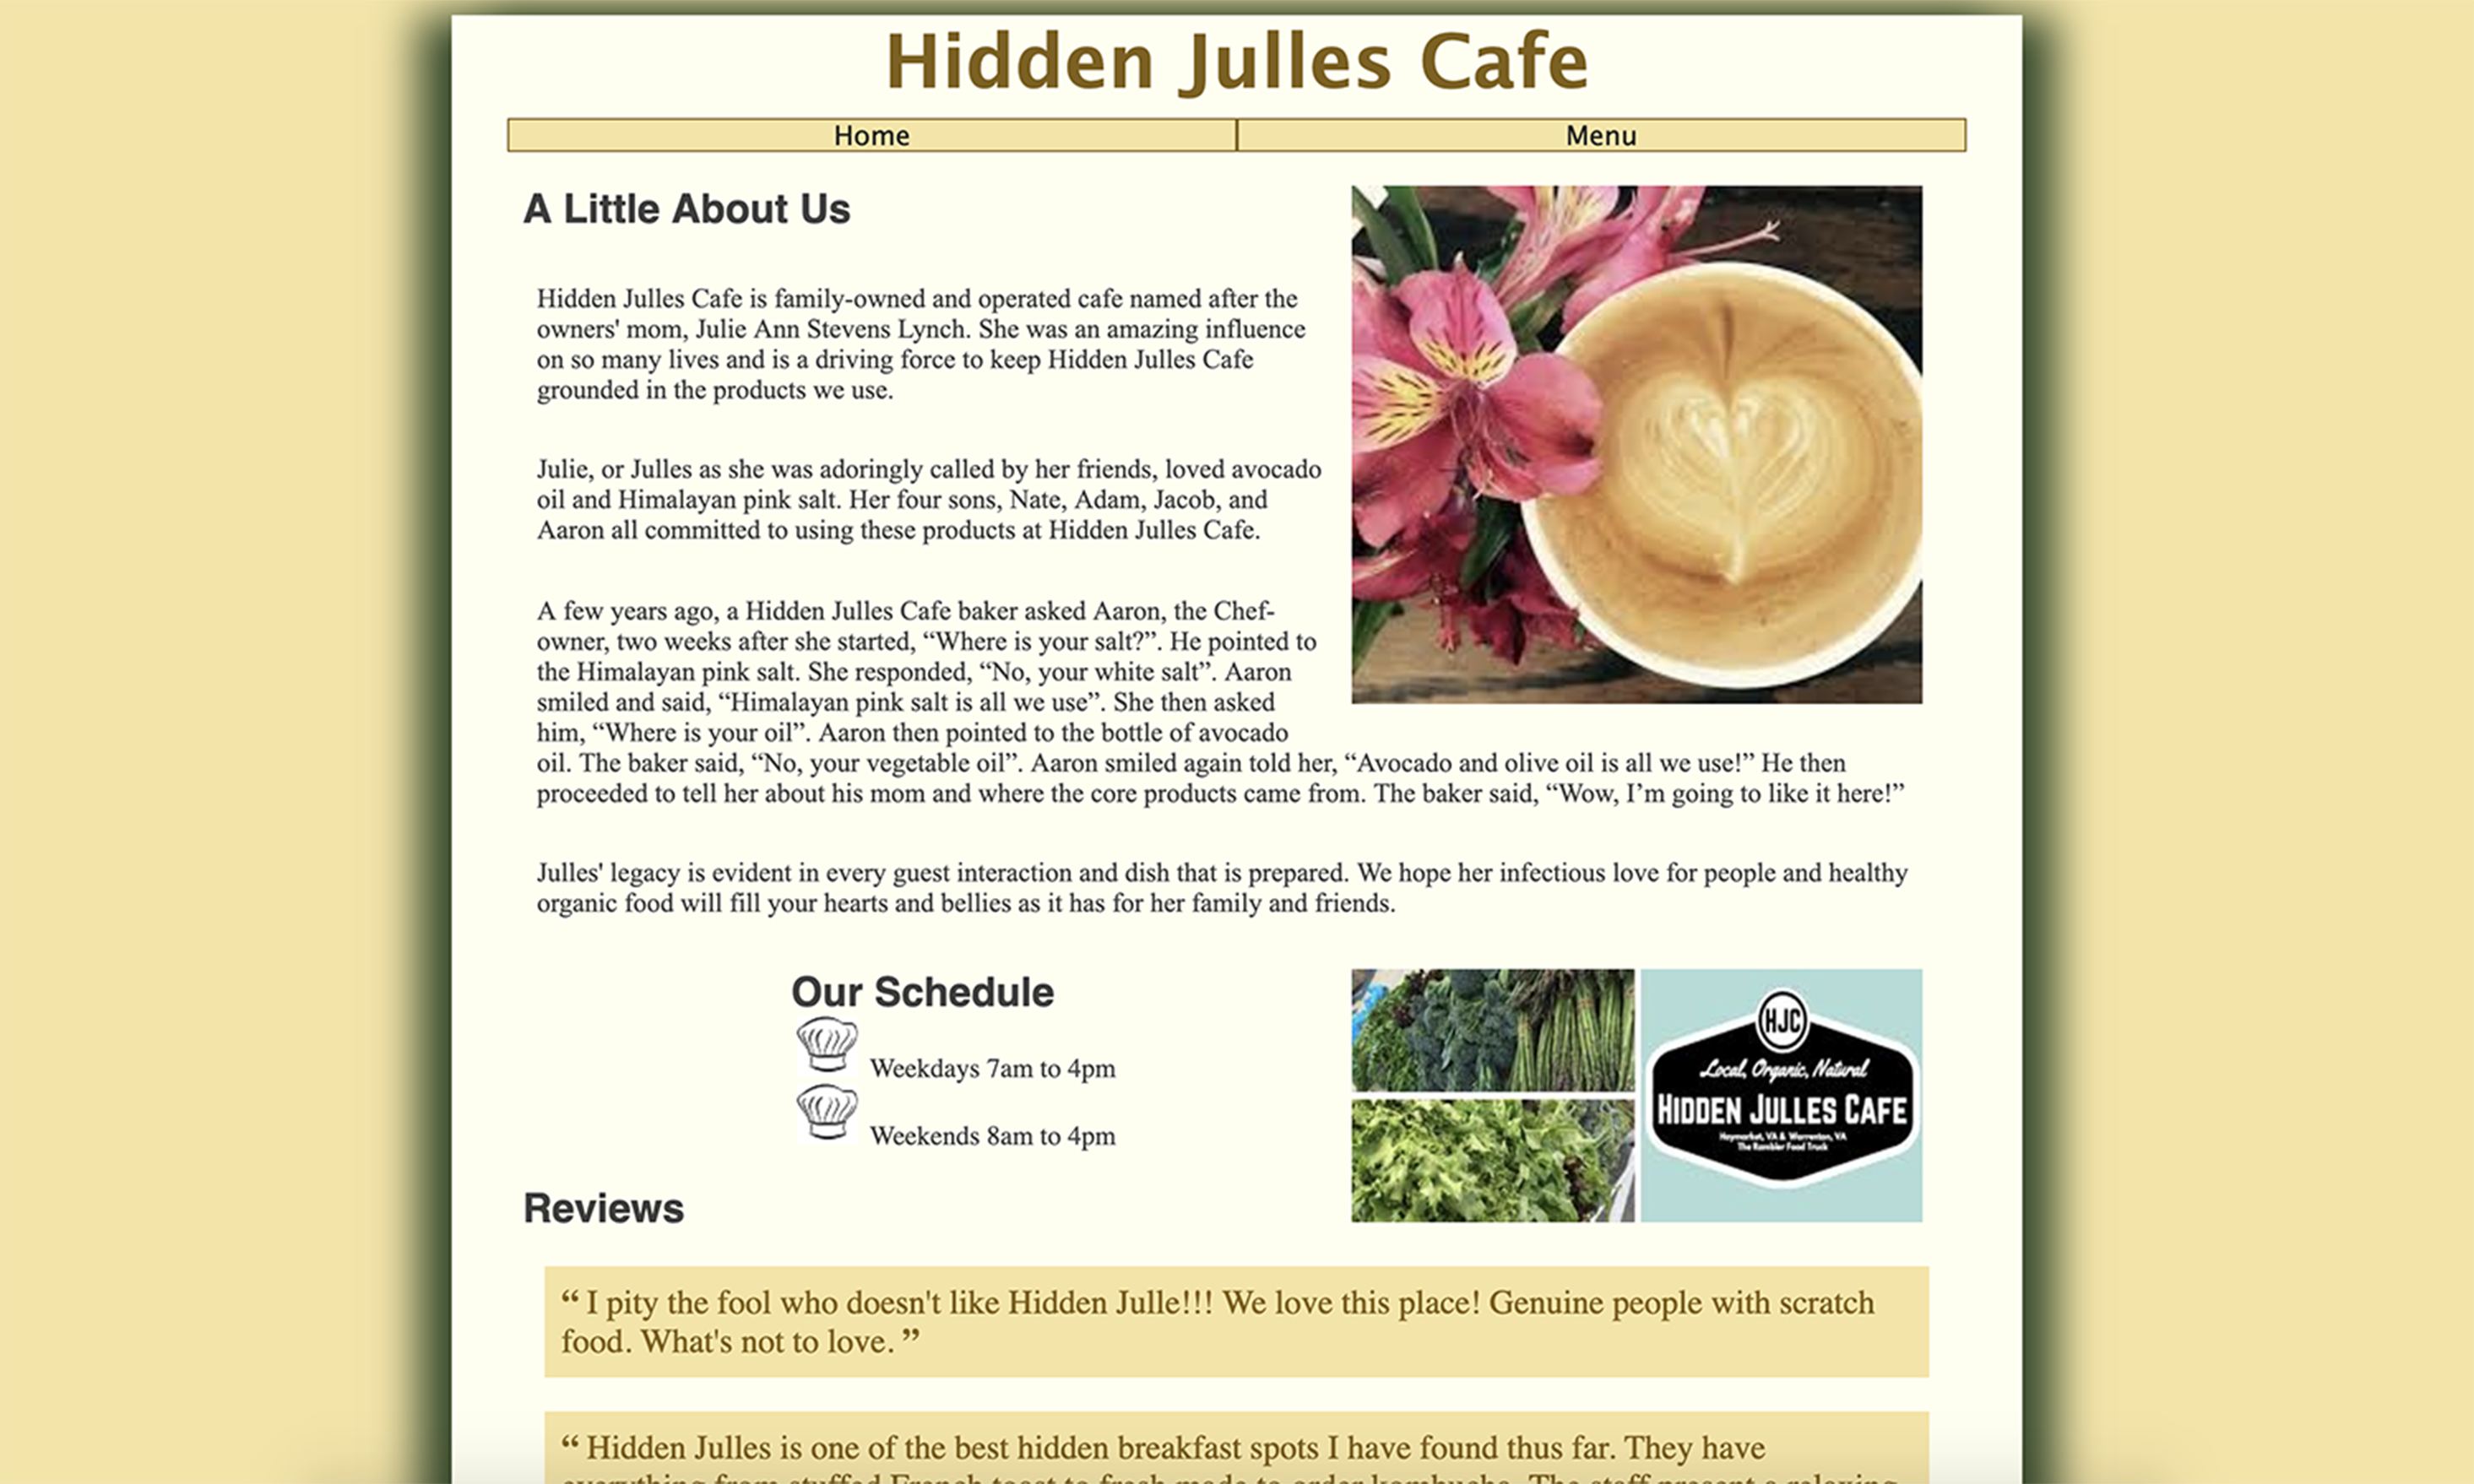 Hidden Julles Cafe
Home
Menu
A Little About Us
Hidden Julles Cafe is family-owned and operated cafe named after the
owners' mom, Julie Ann Stevens Lynch. She was an amazing influence
on so many lives and is a driving force to keep Hidden Julles Cafe
grounded in the products we use.
Julie, or Julles as she was adoringly called by her friends, loved avocado
oil and Himalayan pink salt. Her four sons, Nate, Adam, Jacob, and
Aaron all committed to using these products at Hidden Julles Cafe.
A few years ago, a Hidden Julles Cafe baker asked Aaron, the Chef-
owner, two weeks after she started, “Where is your salt?”. He pointed to
the Himalayan pink salt. She responded, “No, your white salt”. Aaron
smiled and said, “Himalayan pink salt is all we use”. She then asked
him, “Where is your oil”. Aaron then pointed to the bottle of avocado
oil. The baker said, “No, your vegetable oil”. Aaron smiled again told her, “Avocado and olive oil is all we use!” He then
proceeded to tell her about his mom and where the core products came from. The baker said, “Wow, I’m going to like it here!”
Julles' legacy is evident in every guest interaction and dish that is prepared. We hope her infectious love for people and healthy
organic food will fill your hearts and bellies as it has for her family and friends.
Our Schedule
Weekdays 7am to 4pm
Weekends 8am to 4pm
HJC
Local, Organic, Natural
HIDDEN JULLES CAFE
Haymarket, VA & Warrenton, VA
The Rambler Food Truck
Reviews
“ I pity the fool who doesn't like Hidden Julle!!! We love this place! Genuine people with scratch
food. What's not to love. ”
“ Hidden Julles is one of the best hidden breakfast spots I have found thus far. They have
everything from stuffed French toast to fresh made to order kombucha. The staff present a relaxing